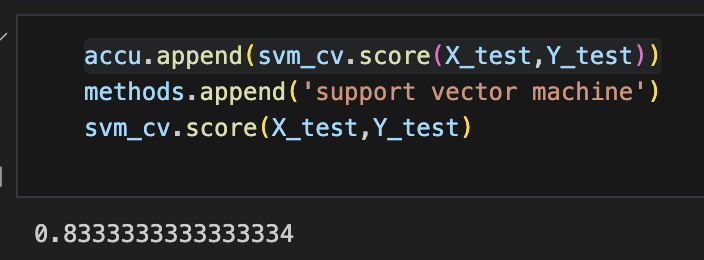 accu.append(svm_cv.score(X_test,Y_test))
methods.append('support vector machine')
svm_cv.score(X_test,Y_test)
0.8333333333333334